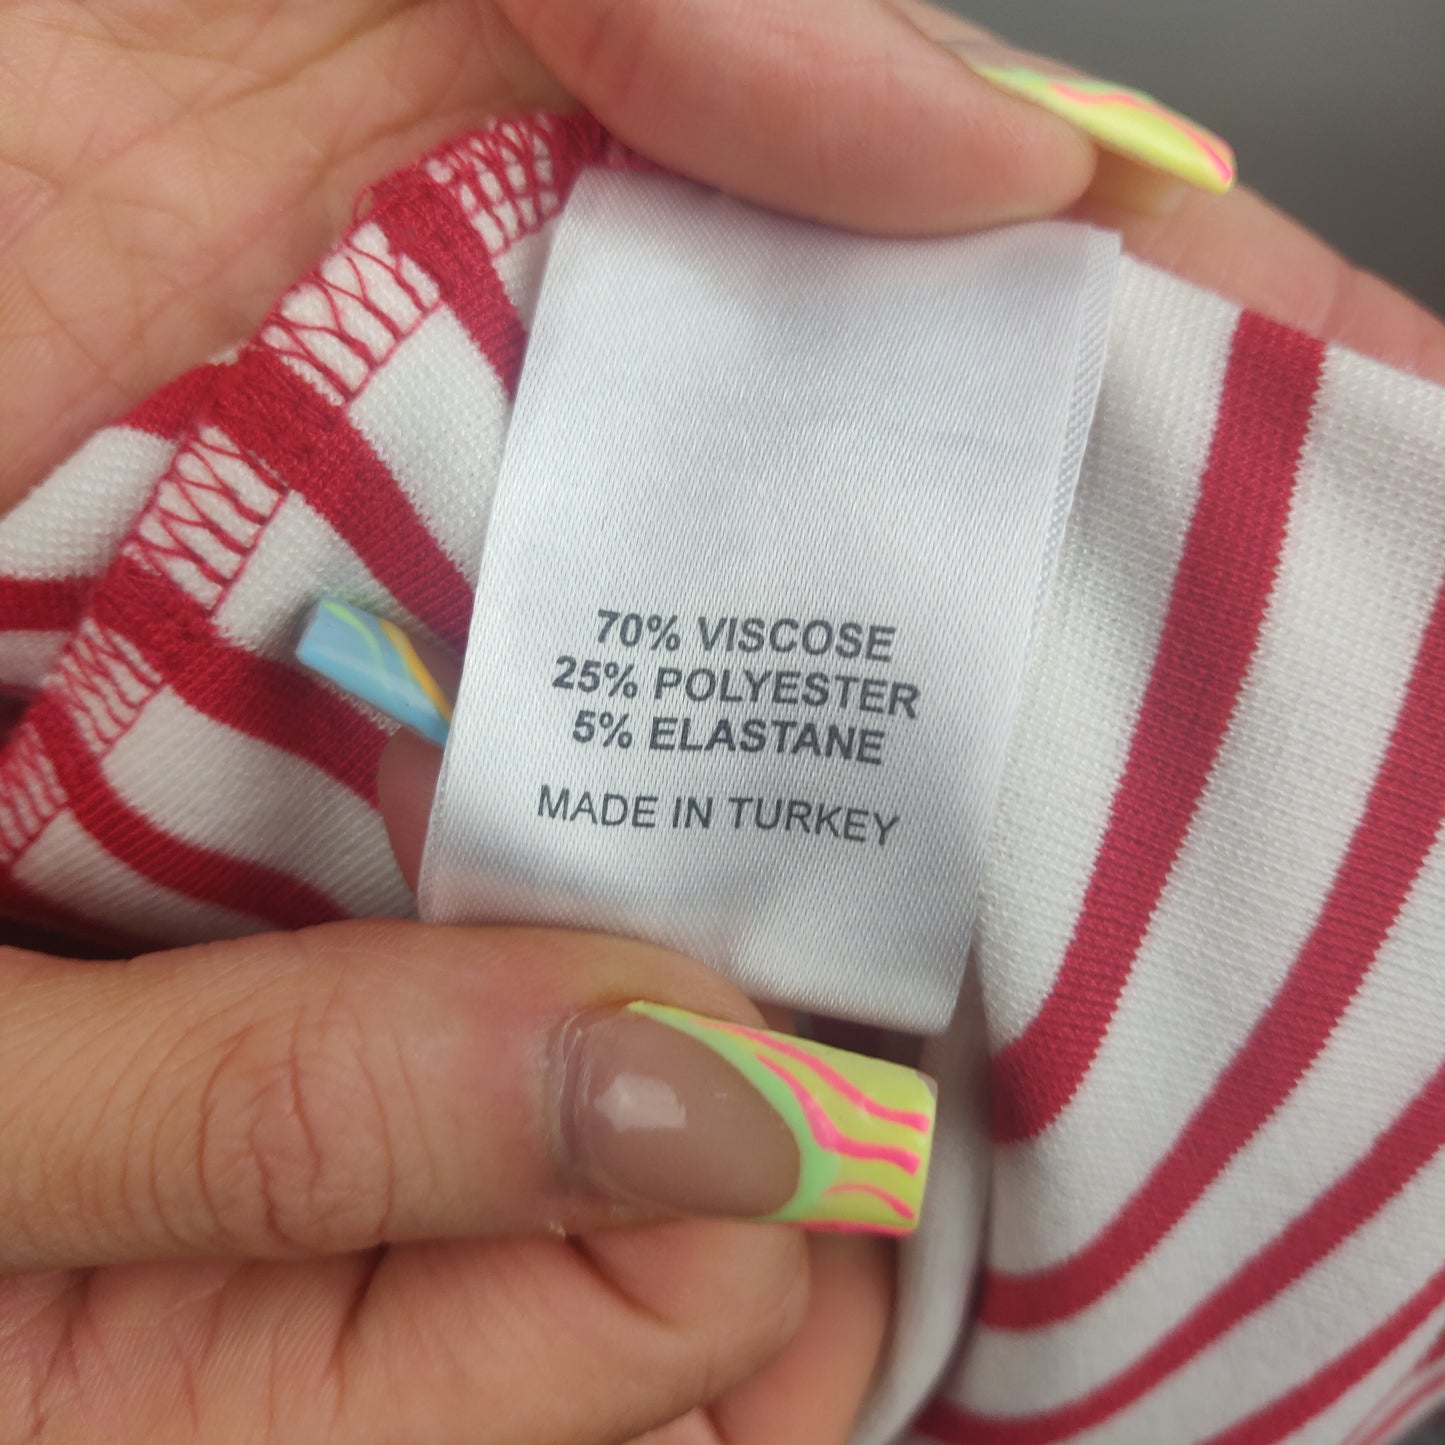 70% VISCOSE
25% POLYESTER
5% ELASTANE
MADE IN TURKEY